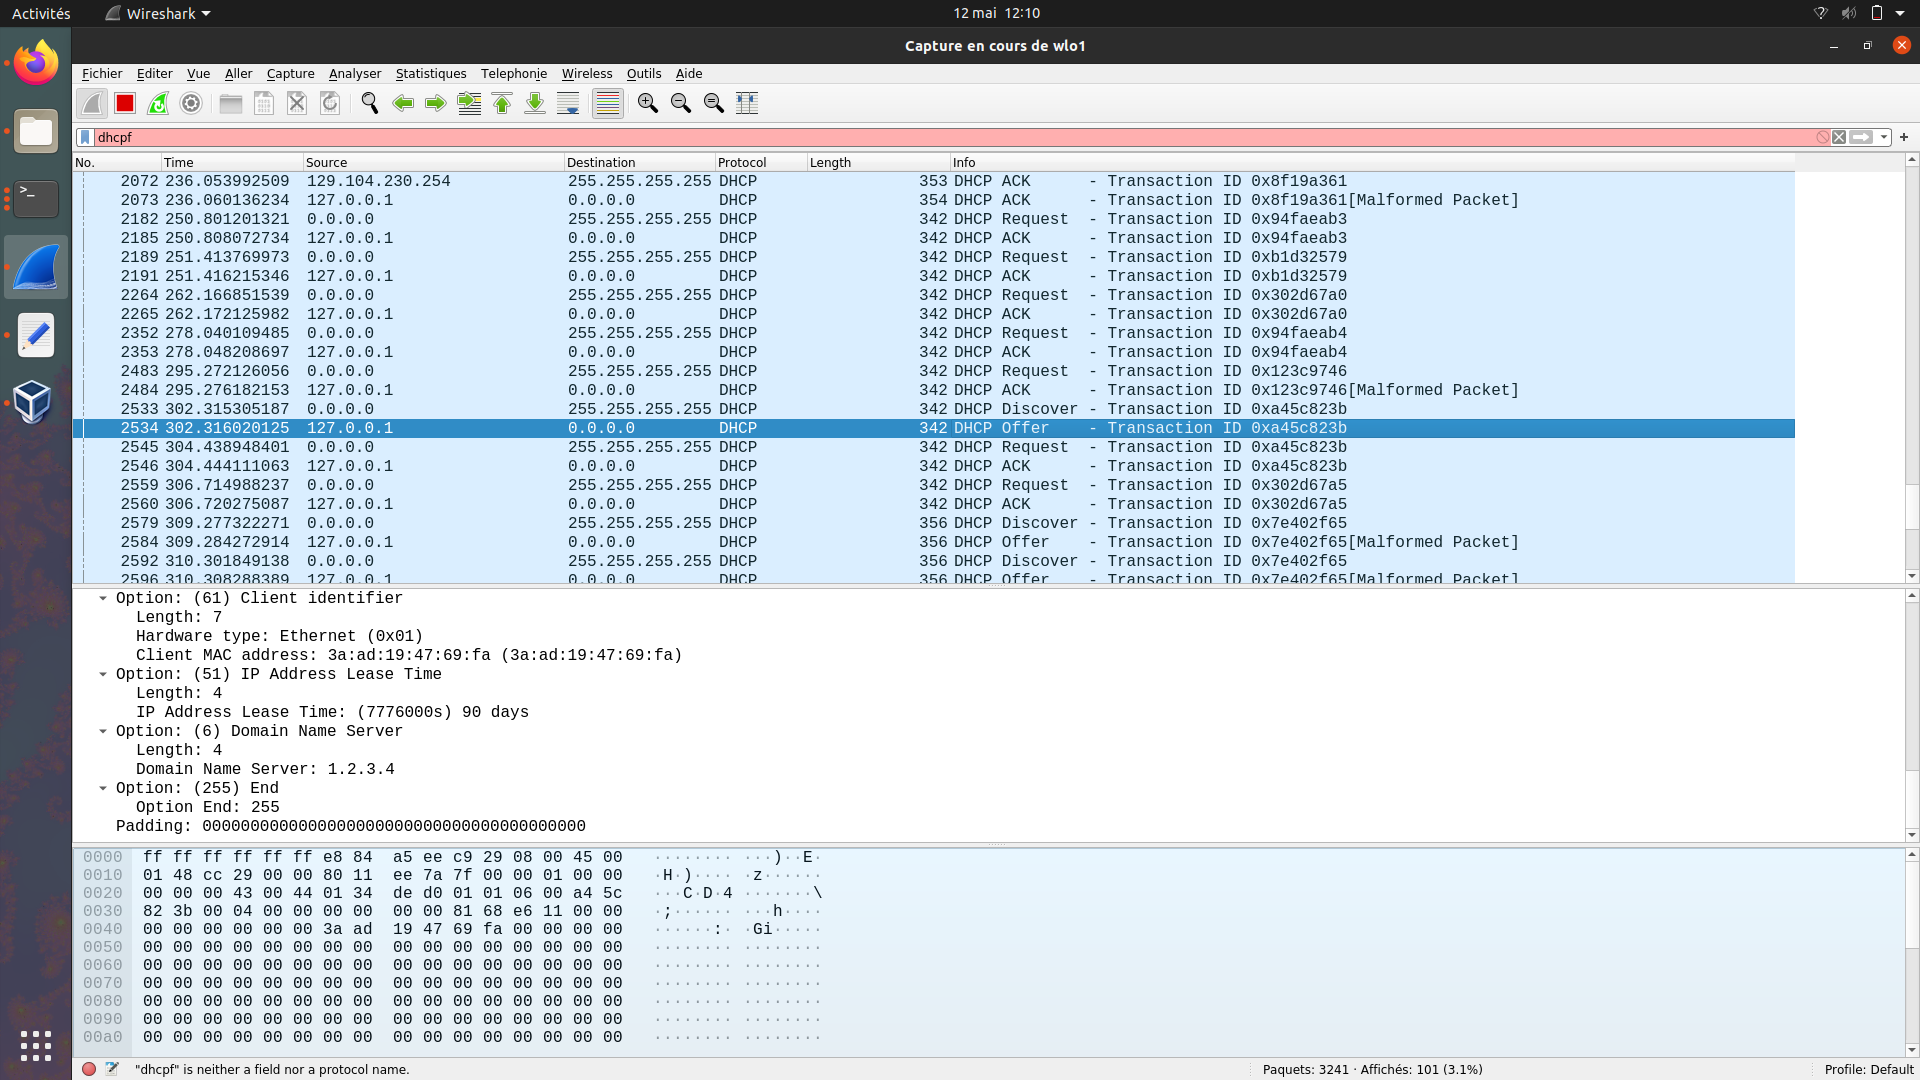 Activités Wireshark 12 mai 12:10
Capture en cours de wlo1
Fichier Editer Vue Aller Capture Analyser Statistiques Telephonie Wireless Outils Aide
dhcpf
No. Time Source Destination Protocol Length Info
2072 236.053992509 129.104.230.254 255.255.255.255 DHCP 353 DHCP ACK - Transaction ID 0x8f19a361
2073 236.060136234 127.0.0.1 0.0.0.0 DHCP 354 DHCP ACK - Transaction ID 0x8f19a361[Malformed Packet]
2182 250.801201321 0.0.0.0 255.255.255.255 DHCP 342 DHCP Request - Transaction ID 0x94faeab3
2185 250.808072734 127.0.0.1 0.0.0.0 DHCP 342 DHCP ACK - Transaction ID 0x94faeab3
2189 251.413769973 0.0.0.0 255.255.255.255 DHCP 342 DHCP Request - Transaction ID 0xb1d32579
2191 251.416215346 127.0.0.1 0.0.0.0 DHCP 342 DHCP ACK - Transaction ID 0xb1d32579
2264 262.166851539 0.0.0.0 255.255.255.255 DHCP 342 DHCP Request - Transaction ID 0x302d67a0
2265 262.172125982 127.0.0.1 0.0.0.0 DHCP 342 DHCP ACK - Transaction ID 0x302d67a0
2352 278.040109485 0.0.0.0 255.255.255.255 DHCP 342 DHCP Request - Transaction ID 0x94faeab4
2353 278.048208697 127.0.0.1 0.0.0.0 DHCP 342 DHCP ACK - Transaction ID 0x94faeab4
2483 295.272126056 0.0.0.0 255.255.255.255 DHCP 342 DHCP Request - Transaction ID 0x123c9746
2484 295.276182153 127.0.0.1 0.0.0.0 DHCP 342 DHCP ACK - Transaction ID 0x123c9746[Malformed Packet]
2533 302.315305187 0.0.0.0 255.255.255.255 DHCP 342 DHCP Discover - Transaction ID 0xa45c823b
2534 302.316020125 127.0.0.1 0.0.0.0 DHCP 342 DHCP Offer - Transaction ID 0xa45c823b
2545 304.438948401 0.0.0.0 255.255.255.255 DHCP 342 DHCP Request - Transaction ID 0xa45c823b
2546 304.444111063 127.0.0.1 0.0.0.0 DHCP 342 DHCP ACK - Transaction ID 0xa45c823b
2559 306.714988237 0.0.0.0 255.255.255.255 DHCP 342 DHCP Request - Transaction ID 0x302d67a5
2560 306.720275087 127.0.0.1 0.0.0.0 DHCP 342 DHCP ACK - Transaction ID 0x302d67a5
2579 309.277322271 0.0.0.0 255.255.255.255 DHCP 356 DHCP Discover - Transaction ID 0x7e402f65
2584 309.284272914 127.0.0.1 0.0.0.0 DHCP 356 DHCP Offer - Transaction ID 0x7e402f65[Malformed Packet]
2592 310.301849138 0.0.0.0 255.255.255.255 DHCP 356 DHCP Discover - Transaction ID 0x7e402f65
2596 310.308288389 127.0.0.1 0.0.0.0 DHCP 356 DHCP Offer - Transaction ID 0x7e402f65[Malformed Packet]
Option: (61) Client identifier
Length: 7
Hardware type: Ethernet (0x01)
Client MAC address: 3a:ad:19:47:69:fa (3a:ad:19:47:69:fa)
Option: (51) IP Address Lease Time
Length: 4
IP Address Lease Time: (7776000s) 90 days
Option: (6) Domain Name Server
Length: 4
Domain Name Server: 1.2.3.4
Option: (255) End
Option End: 255
Padding: 0000000000000000000000000000000000000000
0000 ff ff ff ff ff ff e8 84 a5 ee c9 29 08 00 45 00 ········ ···)··E·
0010 01 48 cc 29 00 00 80 11 ee 7a 7f 00 00 01 00 00 ·H·)···· ·z······
0020 00 00 00 43 00 44 01 34 de d0 01 01 06 00 a4 5c ···C·D·4 ·······\
0030 82 3b 00 04 00 00 00 00 00 00 81 68 e6 11 00 00 ·;······ ···h····
0040 00 00 00 00 00 00 3a ad 19 47 69 fa 00 00 00 00 ······:· ·Gi·····
0050 00 00 00 00 00 00 00 00 00 00 00 00 00 00 00 00 ········ ········
0060 00 00 00 00 00 00 00 00 00 00 00 00 00 00 00 00 ········ ········
0070 00 00 00 00 00 00 00 00 00 00 00 00 00 00 00 00 ········ ········
0080 00 00 00 00 00 00 00 00 00 00 00 00 00 00 00 00 ········ ········
0090 00 00 00 00 00 00 00 00 00 00 00 00 00 00 00 00 ········ ········
00a0 00 00 00 00 00 00 00 00 00 00 00 00 00 00 00 00 ········ ········
"dhcpf" is neither a field nor a protocol name. Paquets: 3241 · Affichés: 101 (3.1%) Profile: Default